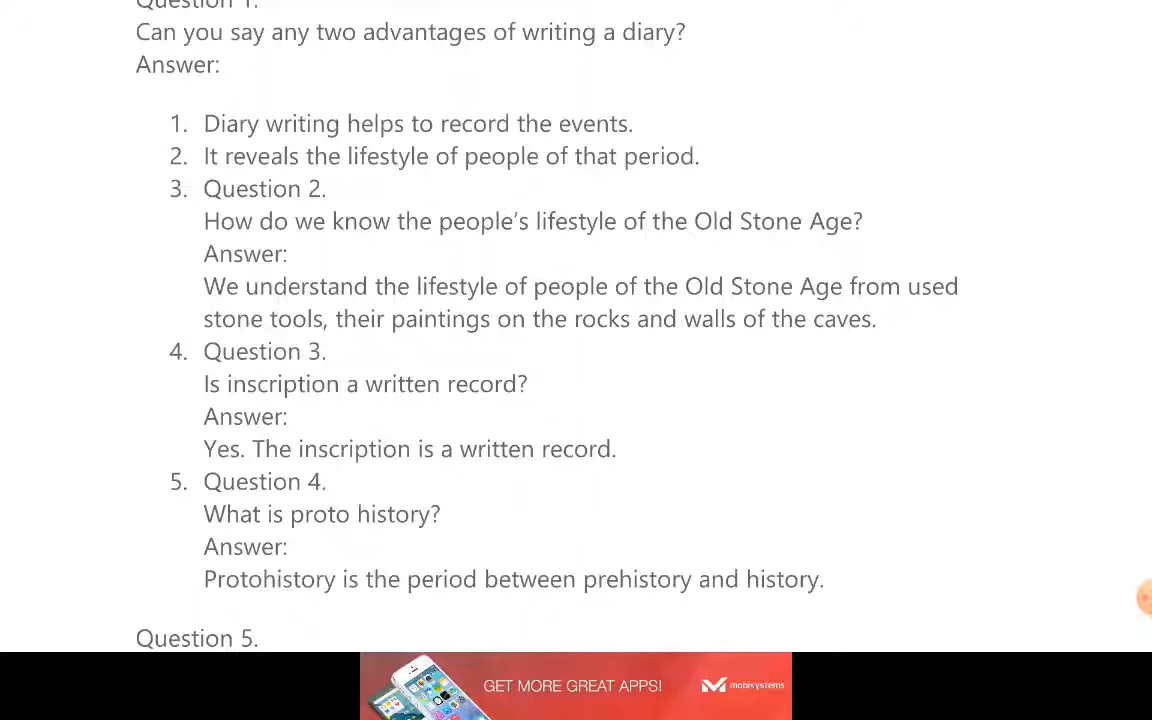 Question 1.
Can you say any two advantages of writing a diary?
Answer:
1. Diary writing helps to record the events.
2. It reveals the lifestyle of people of that period.
3. Question 2.
How do we know the people’s lifestyle of the Old Stone Age?
Answer:
We understand the lifestyle of people of the Old Stone Age from used
stone tools, their paintings on the rocks and walls of the caves.
4. Question 3.
Is inscription a written record?
Answer:
Yes. The inscription is a written record.
5. Question 4.
What is proto history?
Answer:
Protohistory is the period between prehistory and history.
Question 5.
GET MORE GREAT APPS!
mobisystems